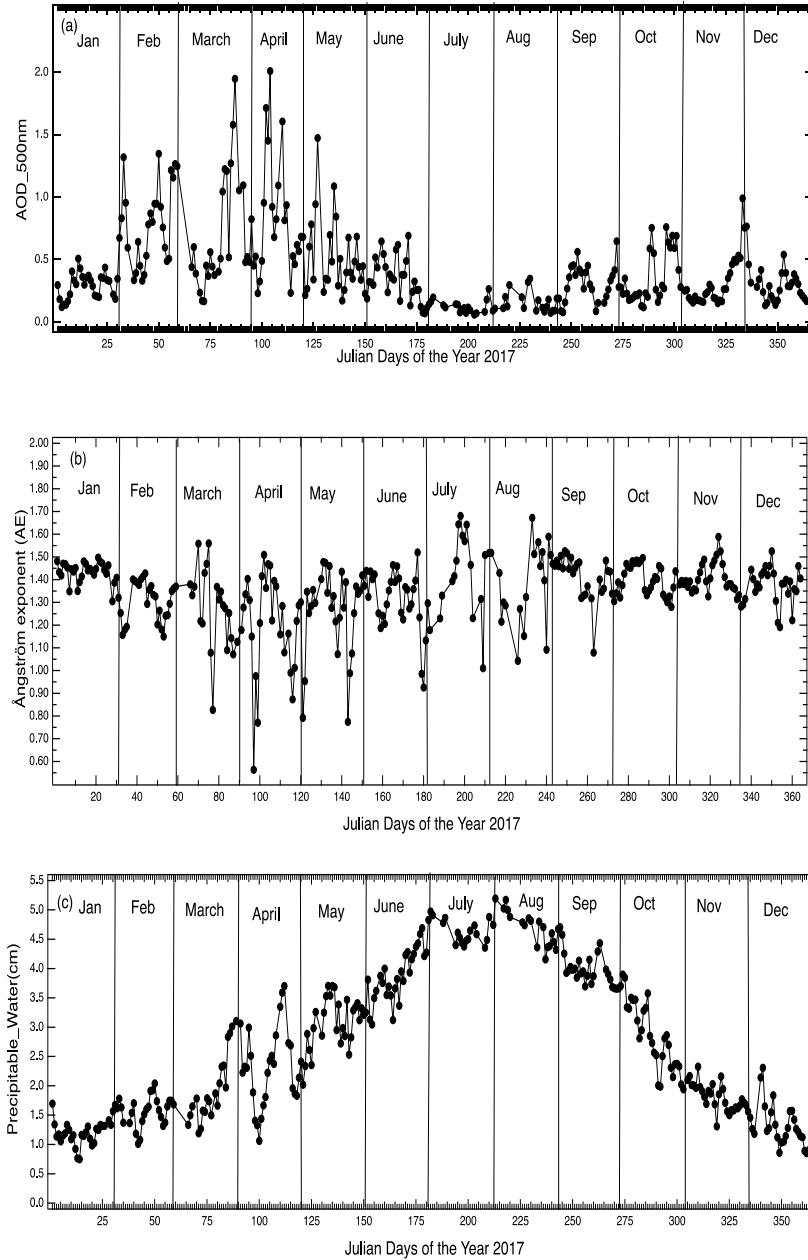 (a)
Jan Feb March April May June July Aug Sep Oct Nov Dec
2.0
1.5
1.0
0.5
0.0
AOD_500nm
25 50 75 100 125 150 175 200 225 250 275 300 325 350
Julian Days of the Year 2017
(b)
2.00
1.90
1.80
1.70
1.60
1.50
1.40
1.30
1.20
1.10
1.00
0.90
0.80
0.70
0.60
Ångström exponent (AE)
Jan Feb March April May June July Aug Sep Oct Nov Dec
20 40 60 80 100 120 140 160 180 200 220 240 260 280 300 320 340 360
Julian Days of the Year 2017
(c)
5.5
5.0
4.5
4.0
3.5
3.0
2.5
2.0
1.5
1.0
0.5
0.0
Precipitable_Water(cm)
Jan Feb March April May June July Aug Sep Oct Nov Dec
25 50 75 100 125 150 175 200 225 250 275 300 325 350
Julian Days of the Year 2017